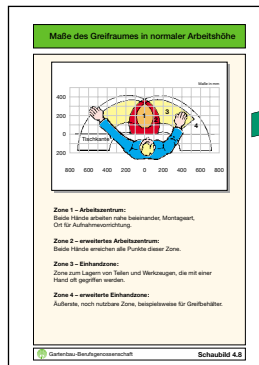 Maße des Greifraumes in normaler Arbeitshöhe
Maße in mm
400
200
0
200
Tischkante
1
2
3
4
800 600 400 200 0 200 400 600 800
Zone 1 – Arbeitszentrum:
Beide Hände arbeiten nahe beieinander, Montageart,
Ort für Aufnahmevorrichtung.
Zone 2 – erweitertes Arbeitszentrum:
Beide Hände erreichen alle Punkte dieser Zone.
Zone 3 – Einhandzone:
Zone zum Lagern von Teilen und Werkzeugen, die mit einer
Hand oft gegriffen werden.
Zone 4 – erweiterte Einhandzone:
Äußerste, noch nutzbare Zone, beispielsweise für Greifbehälter.
Gartenbau-Berufsgenossenschaft
Schaubild 4.8